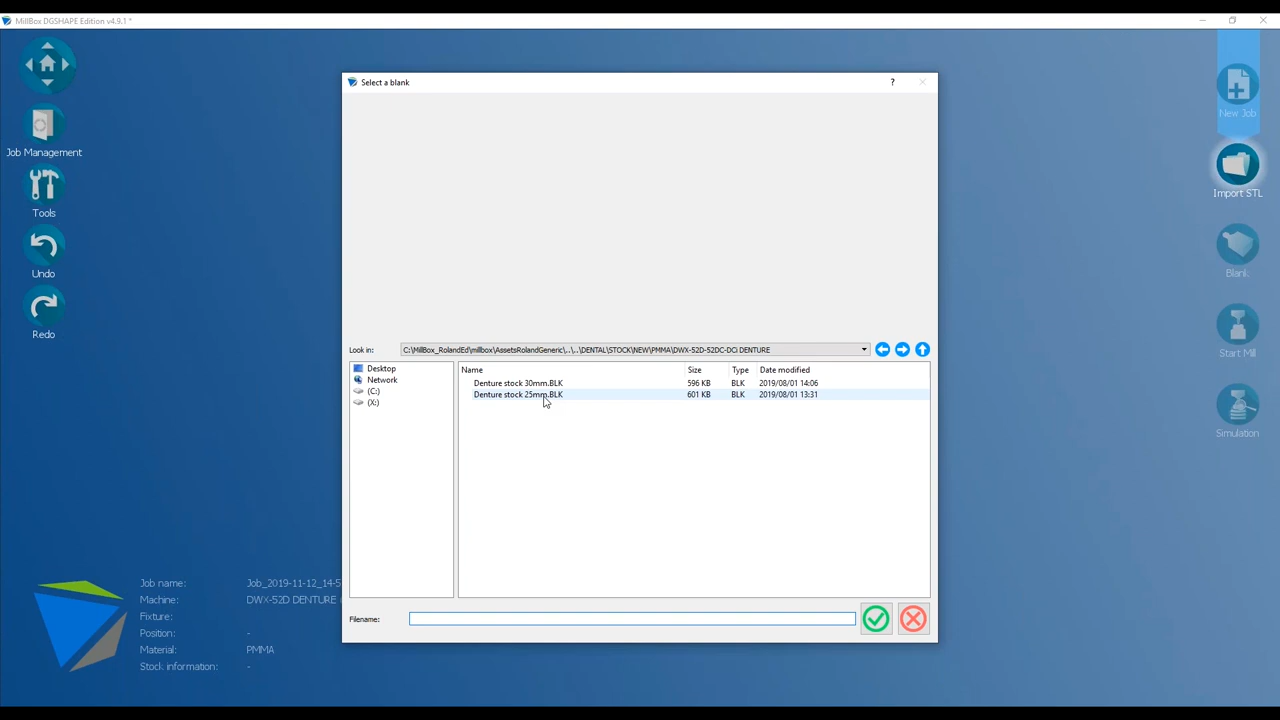 MillBox DGSHAPE Edition v4.9.1 *
Select a blank
?
Job Management
Tools
Undo
Redo
New Job
Import STL
Blank
Start Mill
Simulation
Look in: C:\MillBox_RolandEd\millbox\AssetsRolandGeneric\..\..\DENTAL\STOCK\NEW\PMMA\DWX-52D-52DC-DCi DENTURE
Desktop
Network
(C:)
(X:)
Name Size Type Date modified
Denture stock 30mm.BLK 596 KB BLK 2019/08/01 14:06
Denture stock 25mm.BLK 601 KB BLK 2019/08/01 13:31
Filename:
Job name: Job_2019-11-12_14-5
Machine: DWX-52D DENTURE
Fixture:
Position: -
Material: PMMA
Stock information: -